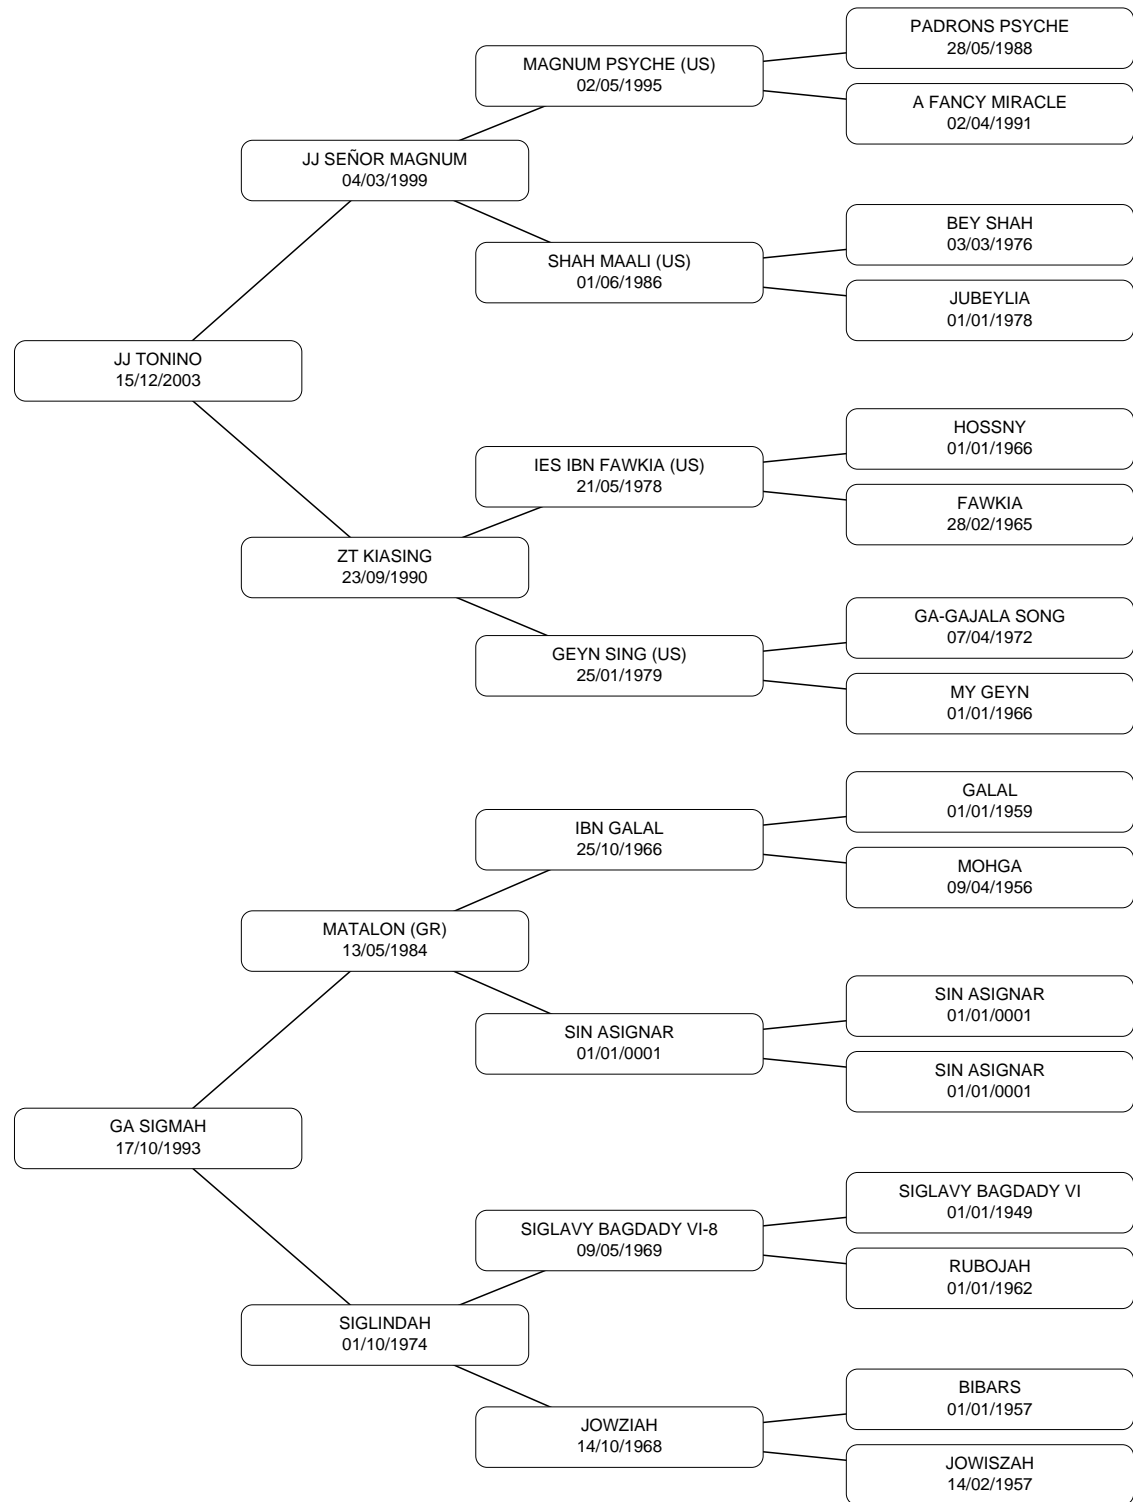 PADRONS PSYCHE
28/05/1988
MAGNUM PSYCHE (US)
02/05/1995
A FANCY MIRACLE
02/04/1991
JJ SEÑOR MAGNUM
04/03/1999
BEY SHAH
03/03/1976
SHAH MAALI (US)
01/06/1986
JUBEYLIA
01/01/1978
JJ TONINO
15/12/2003
HOSSNY
01/01/1966
IES IBN FAWKIA (US)
21/05/1978
FAWKIA
28/02/1965
ZT KIASING
23/09/1990
GA-GAJALA SONG
07/04/1972
GEYN SING (US)
25/01/1979
MY GEYN
01/01/1966
GALAL
01/01/1959
IBN GALAL
25/10/1966
MOHGA
09/04/1956
MATALON (GR)
13/05/1984
SIN ASIGNAR
01/01/0001
SIN ASIGNAR
01/01/0001
SIN ASIGNAR
01/01/0001
GA SIGMAH
17/10/1993
SIGLAVY BAGDADY VI
01/01/1949
SIGLAVY BAGDADY VI-8
09/05/1969
RUBOJAH
01/01/1962
SIGLINDAH
01/10/1974
BIBARS
01/01/1957
JOWZIAH
14/10/1968
JOWISZAH
14/02/1957